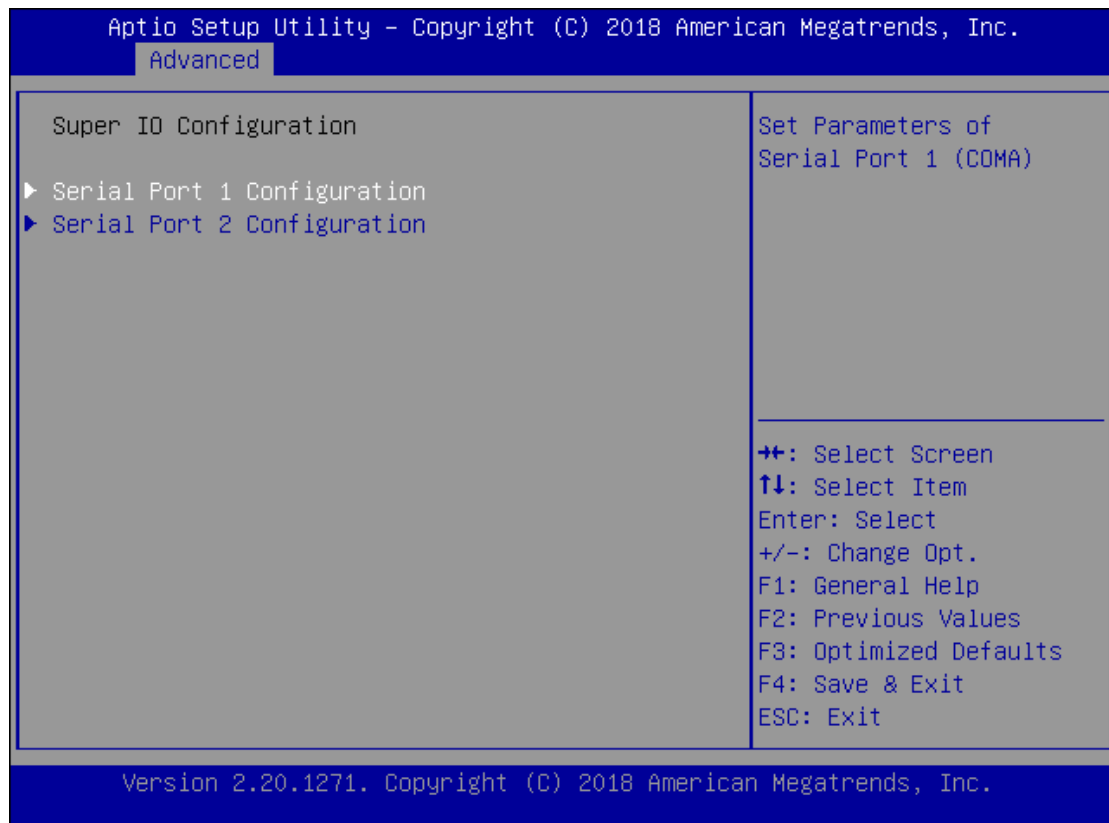 Aptio Setup Utility – Copyright (C) 2018 American Megatrends, Inc.
Advanced
Super IO Configuration
▶ Serial Port 1 Configuration
▶ Serial Port 2 Configuration
Set Parameters of
Serial Port 1 (COMA)
→←: Select Screen
↑↓: Select Item
Enter: Select
+/-: Change Opt.
F1: General Help
F2: Previous Values
F3: Optimized Defaults
F4: Save & Exit
ESC: Exit
Version 2.20.1271. Copyright (C) 2018 American Megatrends, Inc.